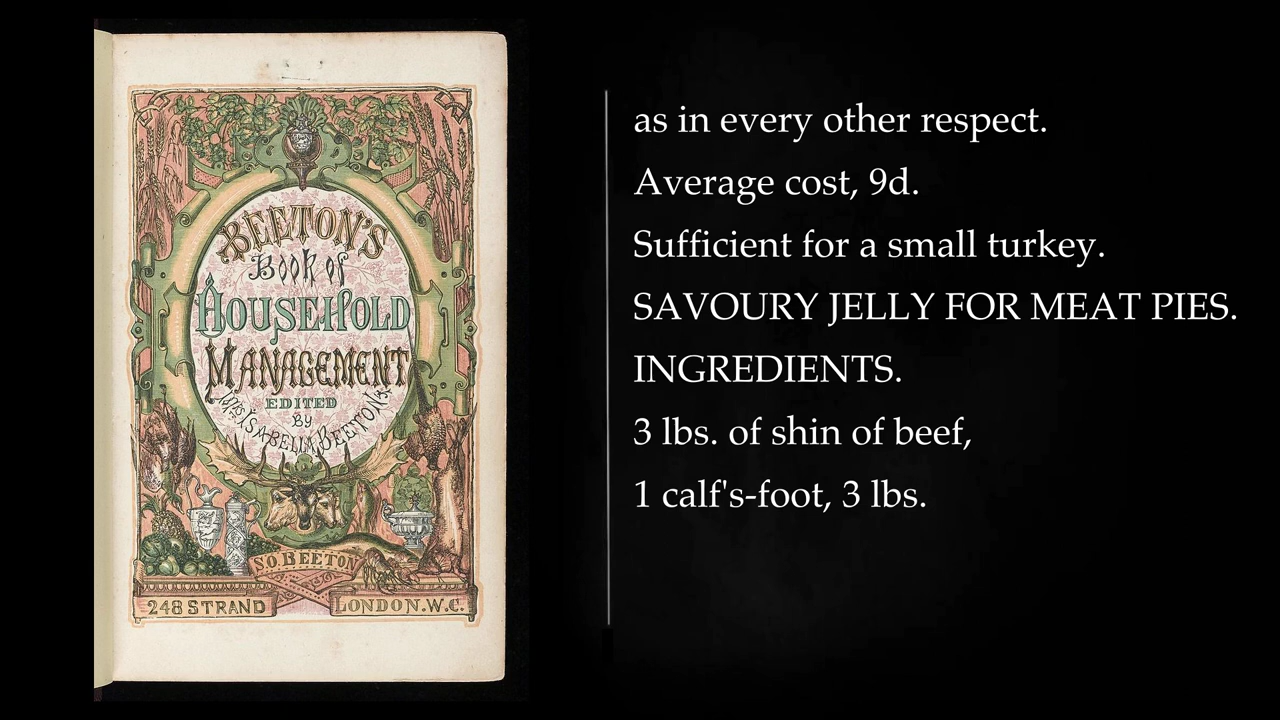 BEETON'S
Book of
HOUSEHOLD
MANAGEMENT
EDITED
BY
MRS ISABELLA BEETON
S.O. BEETON
248 STRAND
LONDON. W.C.
as in every other respect.
Average cost, 9d.
Sufficient for a small turkey.
SAVOURY JELLY FOR MEAT PIES.
INGREDIENTS.
3 lbs. of shin of beef,
1 calf's-foot, 3 lbs.